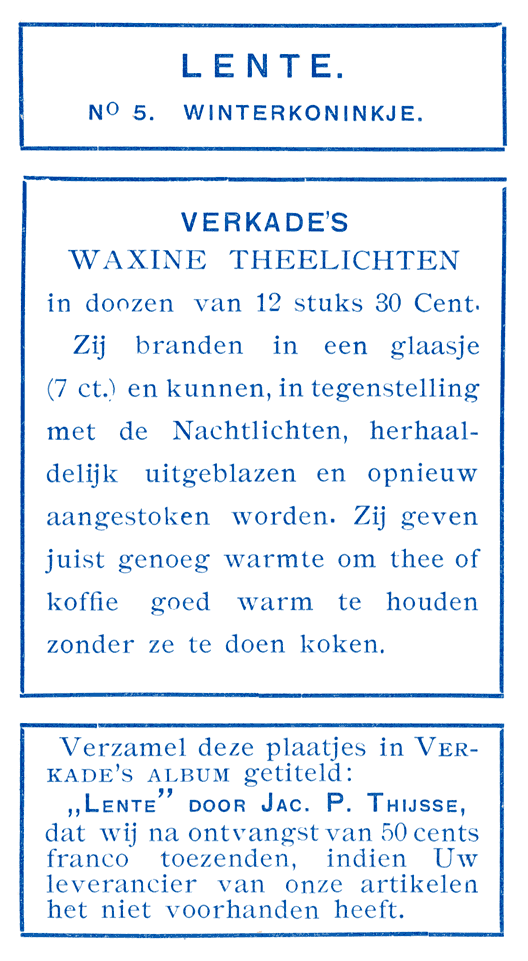 LENTE.
No 5. WINTERKONINKJE.
VERKADE'S
WAXINE THEELICHTEN
in doozen van 12 stuks 30 Cent.
Zij branden in een glaasje
(7 ct.) en kunnen, in tegenstelling
met de Nachtlichten, herhaal-
delijk uitgeblazen en opnieuw
aangestoken worden. Zij geven
juist genoeg warmte om thee of
koffie goed warm te houden
zonder ze te doen koken.
Verzamel deze plaatjes in VER-
KADE'S ALBUM getiteld:
„LENTE” DOOR JAC. P. THIJSSE,
dat wij na ontvangst van 50 cents
franco toezenden, indien Uw
leverancier van onze artikelen
het niet voorhanden heeft.